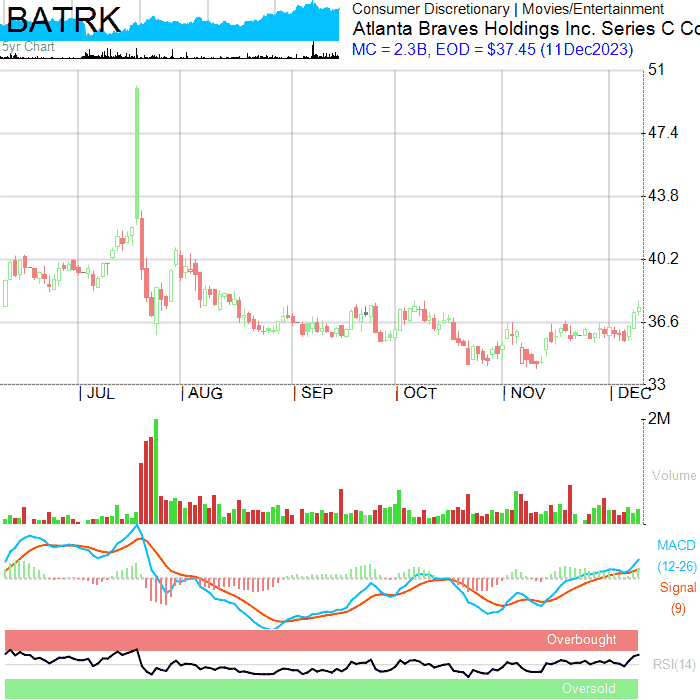 BATRK
5yr Chart
Consumer Discretionary | Movies/Entertainment
Atlanta Braves Holdings Inc. Series C Co
MC = 2.3B, EOD = $37.45 (11Dec2023)
51
47.4
43.8
40.2
36.6
33
| JUL | AUG | SEP | OCT | NOV | DEC
2M
Volume
MACD
(12-26)
Signal
(9)
Overbought
RSI(14)
Oversold